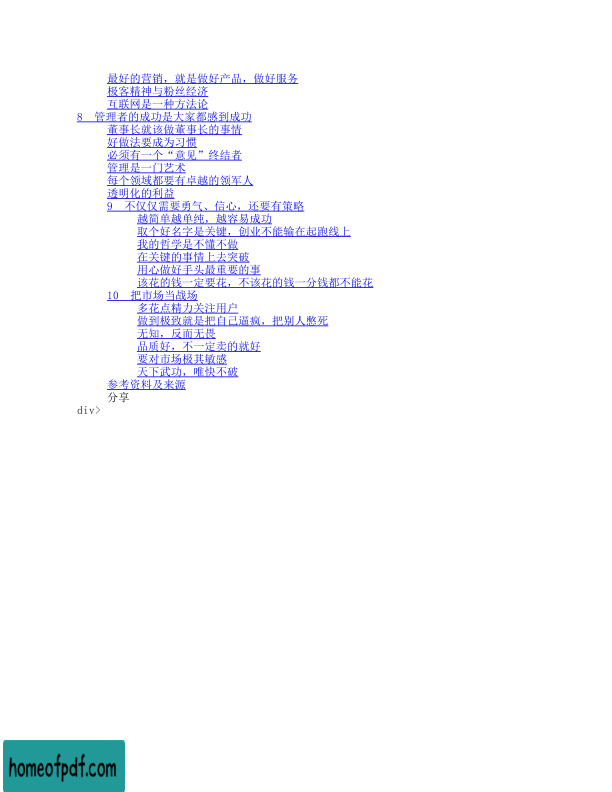 最好的营销，就是做好产品，做好服务
极客精神与粉丝经济
互联网是一种方法论
8　管理者的成功是大家都感到成功
董事长就该做董事长的事情
好做法要成为习惯
必须有一个“意见”终结者
管理是一门艺术
每个领域都要有卓越的领军人
透明化的利益
9　不仅仅需要勇气、信心，还要有策略
越简单越单纯，越容易成功
取个好名字是关键，创业不能输在起跑线上
我的哲学是不懂不做
在关键的事情上去突破
用心做好手头最重要的事
该花的钱一定要花，不该花的钱一分钱都不能花
10　把市场当战场
多花点精力关注用户
做到极致就是把自己逼疯，把别人憋死
无知，反而无畏
品质好，不一定卖的就好
要对市场极其敏感
天下武功，唯快不破
参考资料及来源
分享
div>
homeofpdf.com